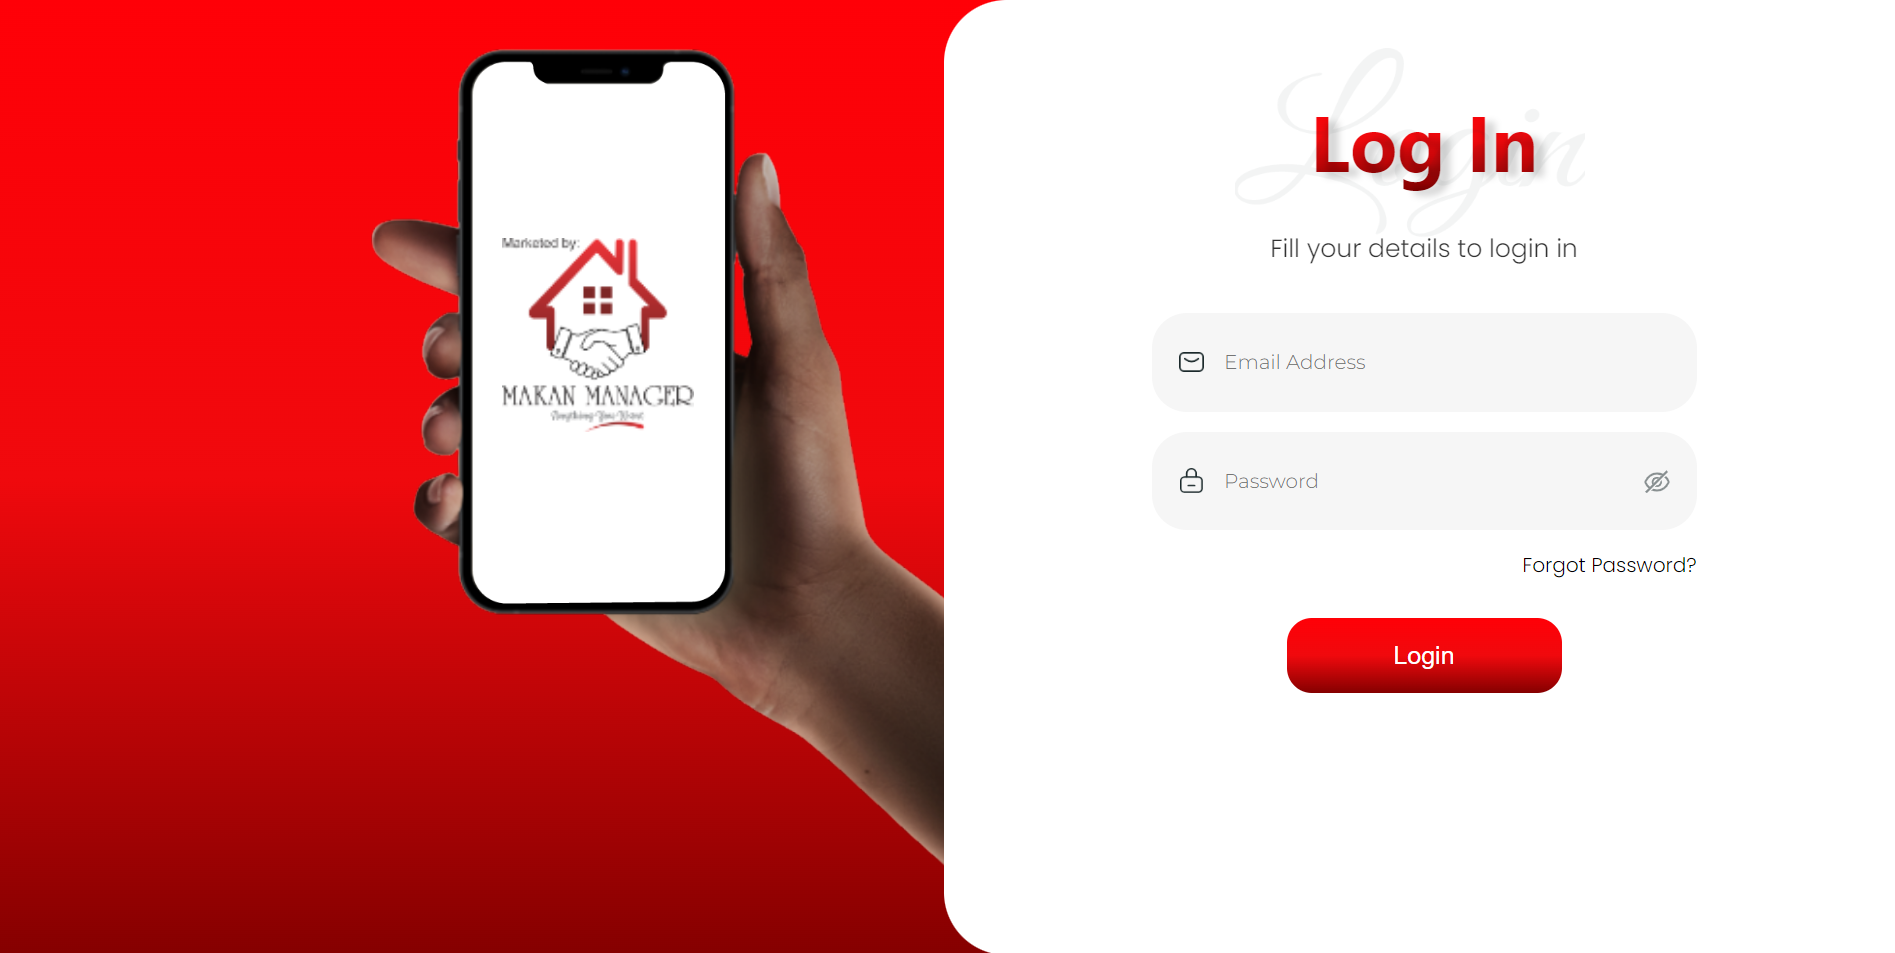 Marketed by:
MAKAN MANAGER
Anything You Want
Login
Log In
Fill your details to login in
Email Address
Password
Forgot Password?
Login